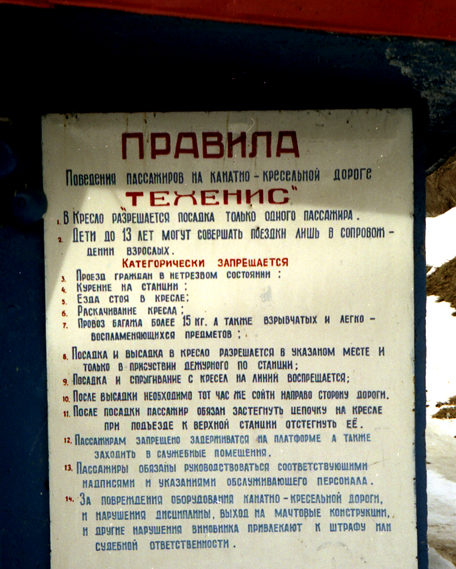 ПРАВИЛА
Поведения пассажиров на канатно-кресельной дороге
ТЕХЕНИС"
1. В Кресло разрешается посадка только одного пассажира.
2. Дети до 13 лет могут совершать поездки лишь в сопровож-
дении взрослых.
Категорически запрещается
3. Проезд граждан в нетрезвом состоянии :
4. Курение на станции ;
5. Езда стоя в кресле;
6. Раскачивание кресла ;
7. Провоз багажа более 15 кг. а также взрывчатых и легко-
воспламеняющихся предметов ;
8. Посадка и высадка в кресло разрешается в указаном месте и
только в присутствии дежурного по станции;
9. Посадка и спругивание с кресел на линий воспрещается;
10. После высадки необходимо тот час же сойти направо сторону дороги.
11. После посадки пассажир обязан застегнуть цепочку на кресле
при подъезде к верхной станции отстегнуть её.
12. Пассажирам запрещено задерживатся на платформе а также
заходить в служебные помещения.
13. Пассажиры обязаны руководствоваться соответствующими
надписями и указаниями обслуживающего персонала.
14. За повреждения оборудования канатно-кресельной дороги,
и нарушения дисциплины, выход на мачтовые конструкции,
и другие нарушения виновника привлекают к штрафу или
судебной ответственности.